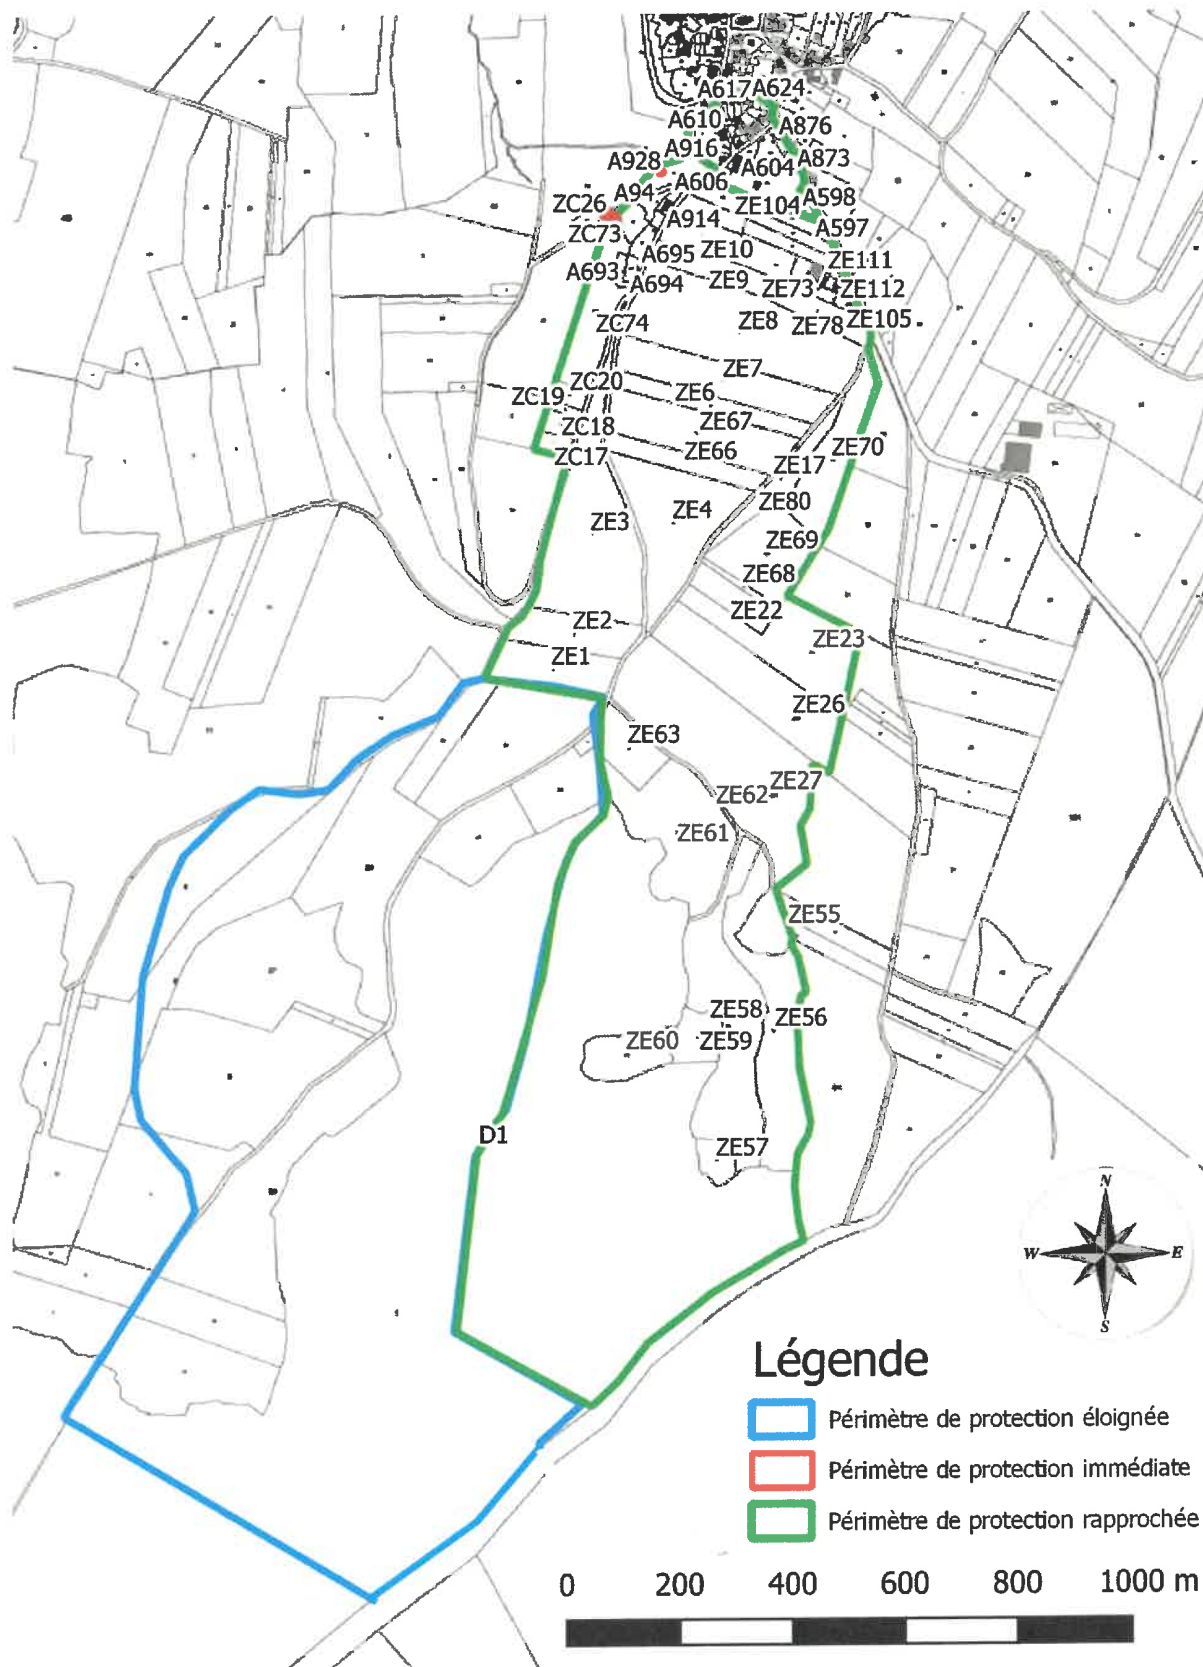 A617 A624
A610
A876
A916
A928
A604 A873
A606
A94
A598
ZC26
ZE104
A914
A597
ZC73
A695 ZE10
ZE111
A693
A694
ZE9
ZE73 ZE112
ZC74
ZE8
ZE78 ZE105
ZE7
ZC20
ZC19
ZE6
ZE67
ZC18
ZE66
ZE70
ZC17
ZE17
ZE80
ZE3
ZE4
ZE69
ZE68
ZE22
ZE2
ZE23
ZE1
ZE26
ZE63
ZE27
ZE62
ZE61
ZE55
ZE58
ZE56
ZE60 ZE59
D1
ZE57
N
W E
S
Légende
Périmètre de protection éloignée
Périmètre de protection immédiate
Périmètre de protection rapprochée
0 200 400 600 800 1000 m